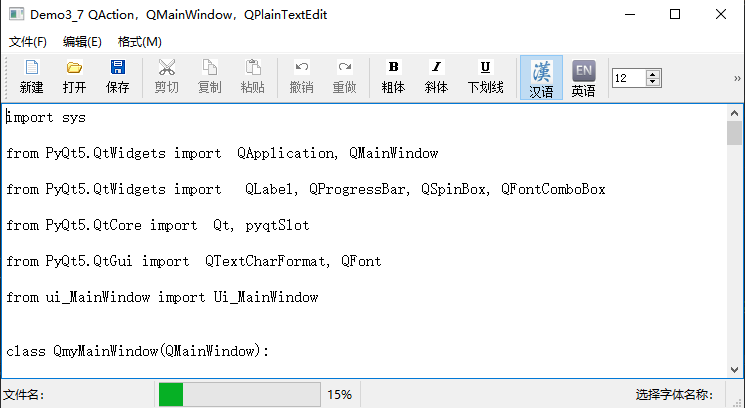 Demo3_7 QAction, QMainWindow, QPlainTextEdit
文件(F) 编辑(E) 格式(M)
B I U 漢 EN 12 »
新建 打开 保存 剪切 复制 粘贴 撤销 重做 粗体 斜体 下划线 汉语 英语
import sys
from PyQt5.QtWidgets import  QApplication, QMainWindow
from PyQt5.QtWidgets import   QLabel, QProgressBar, QSpinBox, QFontComboBox
from PyQt5.QtCore import  Qt, pyqtSlot
from PyQt5.QtGui import  QTextCharFormat, QFont
from ui_MainWindow import Ui_MainWindow
class QmyMainWindow(QMainWindow):
文件名: 15% 选择字体名称: